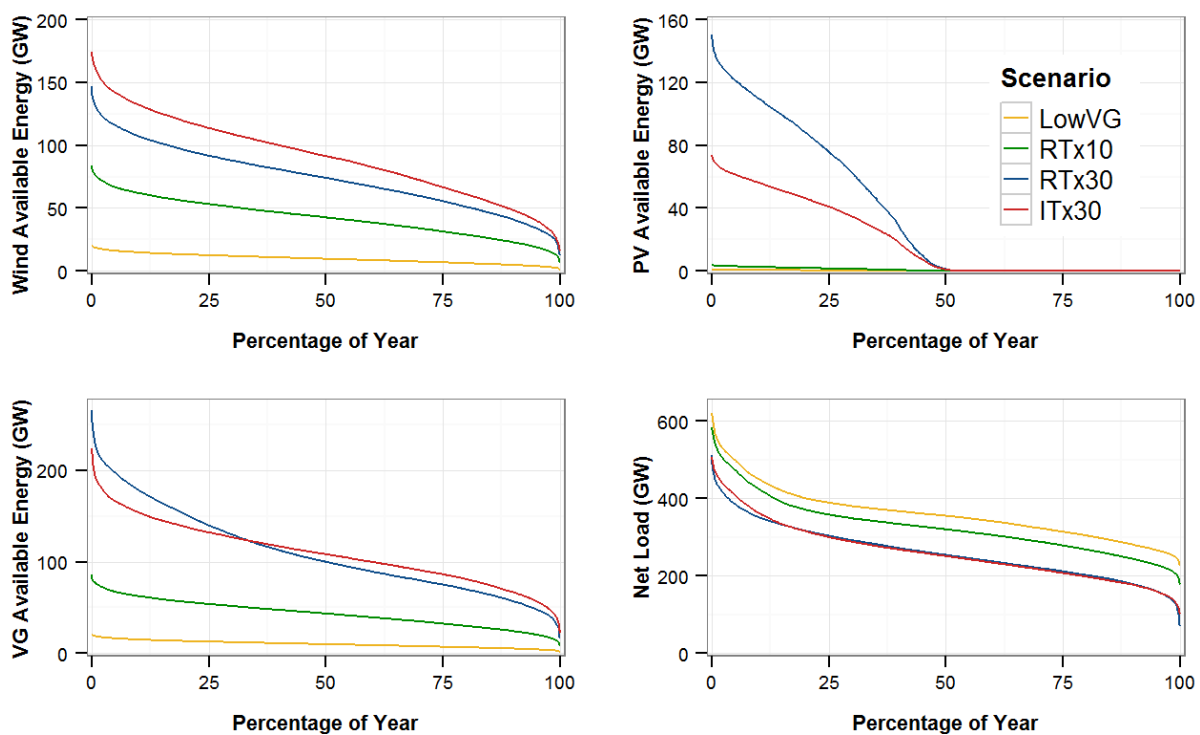 Wind Available Energy (GW)
200
150
100
50
0
0 25 50 75 100
Percentage of Year
PV Available Energy (GW)
160
120
80
40
0
0 25 50 75 100
Percentage of Year
Scenario
LowVG
RTx10
RTx30
ITx30
VG Available Energy (GW)
200
100
0
0 25 50 75 100
Percentage of Year
Net Load (GW)
600
400
200
0
0 25 50 75 100
Percentage of Year